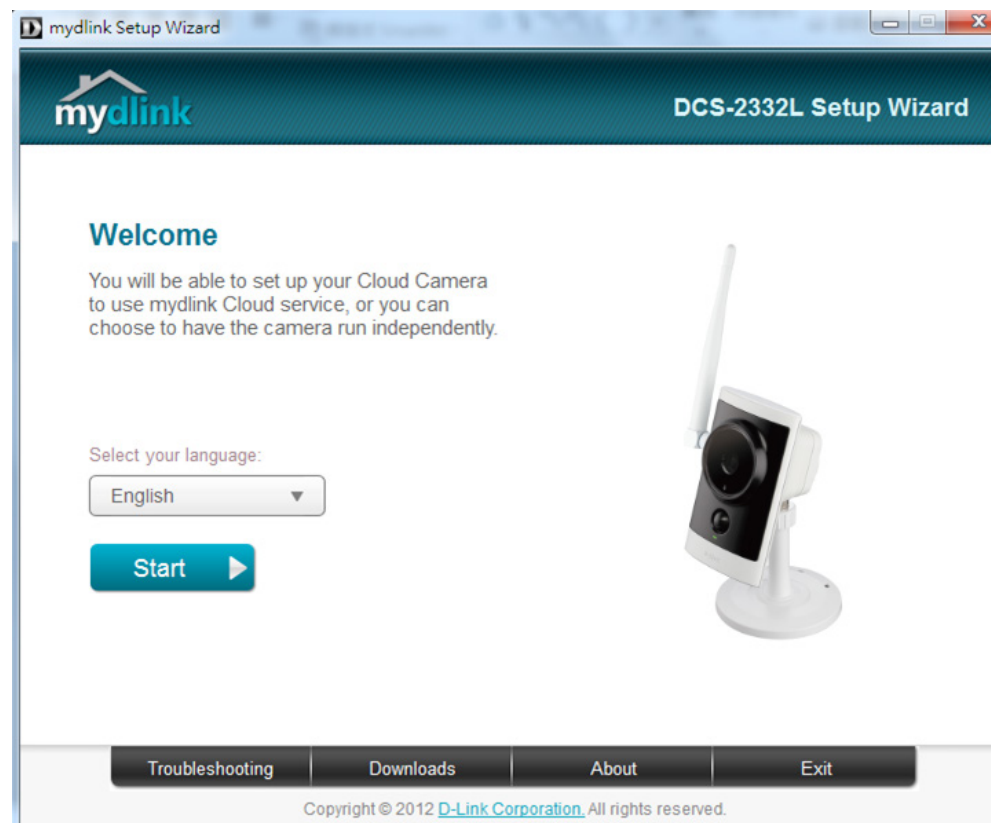 mydlink Setup Wizard
mydlink
DCS-2332L Setup Wizard
Welcome
You will be able to set up your Cloud Camera
to use mydlink Cloud service, or you can
choose to have the camera run independently.
Select your language:
English
Start
Troubleshooting
Downloads
About
Exit
Copyright © 2012 D-Link Corporation. All rights reserved.